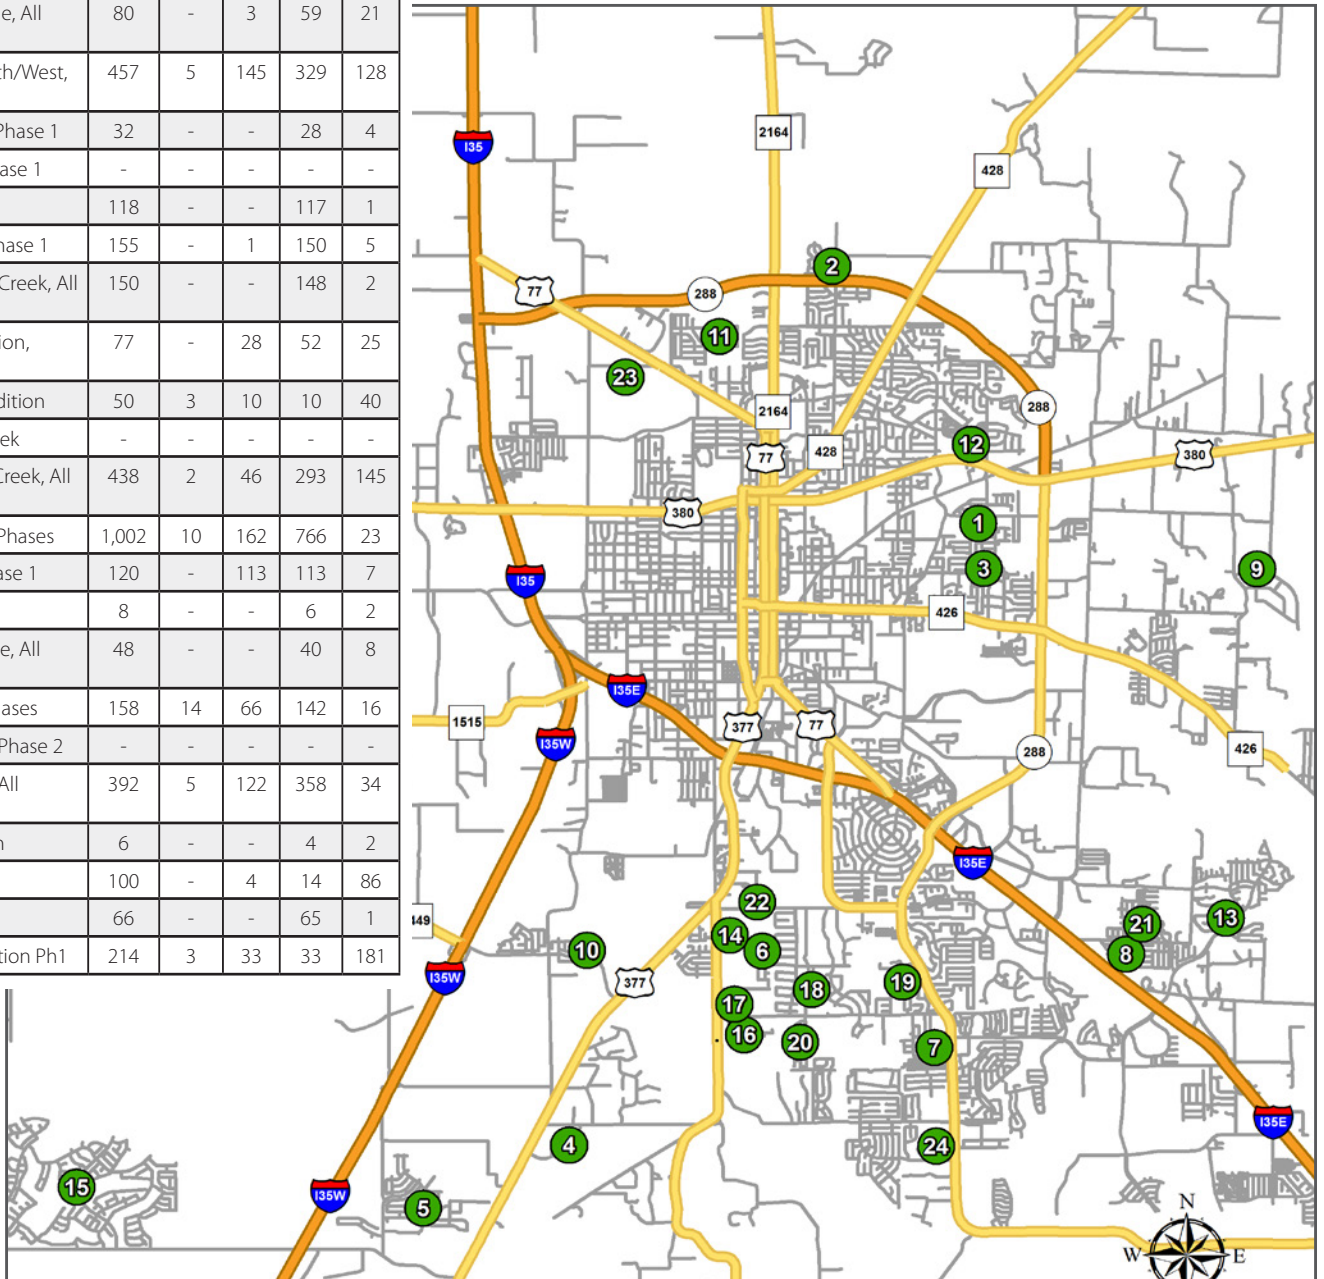 e, All 80 - 3 59 21
th/West, 457 5 145 329 128
Phase 1 32 - - 28 4
ase 1 - - - - -
118 - - 117 1
hase 1 155 - 1 150 5
Creek, All 150 - - 148 2
ion, 77 - 28 52 25
dition 50 3 10 10 40
ek - - - - -
Creek, All 438 2 46 293 145
Phases 1,002 10 162 766 23
ase 1 120 - 113 113 7
8 - - 6 2
e, All 48 - - 40 8
ases 158 14 66 142 16
Phase 2 - - - - -
All 392 5 122 358 34
n 6 - - 4 2
100 - 4 14 86
66 - - 65 1
tion Ph1 214 3 33 33 181
I35
2164
428
2
77
288
11
23
2164
288
12
428
77
380
380
1
3
9
I35
426
I35E
1515
377
77
I35W
288
426
I35E
22
449
21
13
14
6
10
8
I35W
377
19
18
17
16
20
7
I35E
4
24
15
I35W
5
N
W E